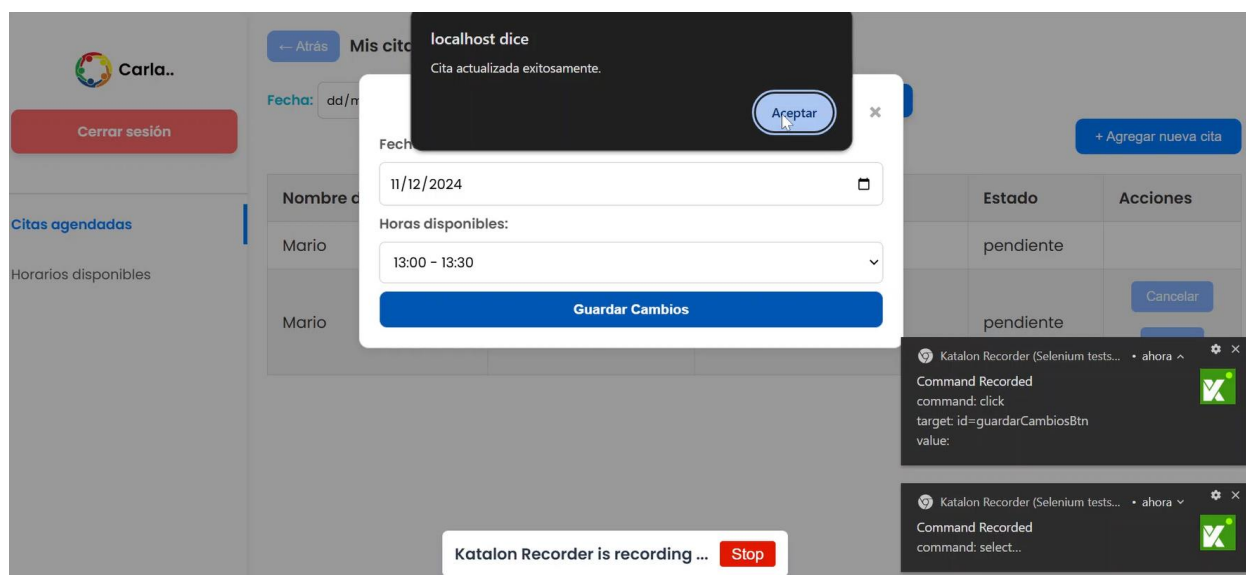 Carla..
Cerrar sesión
Citas agendadas
Horarios disponibles
← Atrás Mis cita
Fecha: dd/m
+ Agregar nueva cita
localhost dice
Cita actualizada exitosamente.
Aceptar
×
Fech
11/12/2024
Horas disponibles:
13:00 - 13:30
Guardar Cambios
Nombre d Estado Acciones
Mario pendiente
Mario pendiente Cancelar
Katalon Recorder (Selenium tests... • ahora
Command Recorded
command: click
target: id=guardarCambiosBtn
value:
Katalon Recorder (Selenium tests... • ahora
Command Recorded
command: select...
Katalon Recorder is recording ... Stop